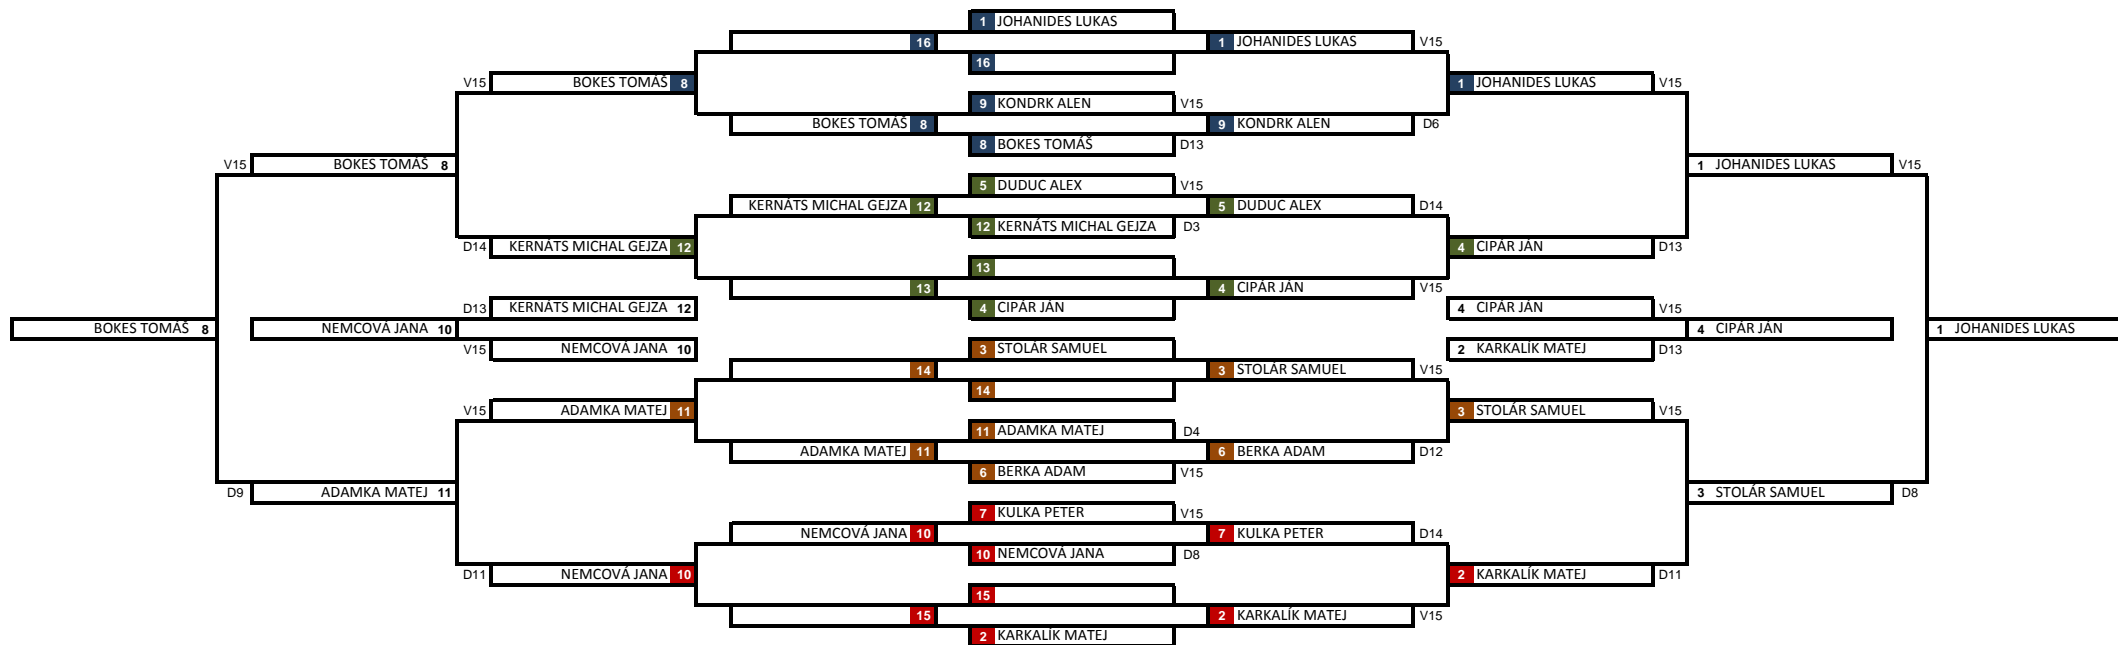 1 JOHANIDES LUKAS
16 1 JOHANIDES LUKAS V15
16
V15 BOKES TOMÁŠ 8 1 JOHANIDES LUKAS V15
9 KONDRK ALEN V15
BOKES TOMÁŠ 8 9 KONDRK ALEN D6
8 BOKES TOMÁŠ D13
V15 BOKES TOMÁŠ 8 1 JOHANIDES LUKAS V15
5 DUDUC ALEX V15
KERNÁTS MICHAL GEJZA 12 5 DUDUC ALEX D14
12 KERNÁTS MICHAL GEJZA D3
D14 KERNÁTS MICHAL GEJZA 12 4 CIPÁR JÁN D13
13
13 4 CIPÁR JÁN V15
D13 KERNÁTS MICHAL GEJZA 12 4 CIPÁR JÁN 4 CIPÁR JÁN V15
BOKES TOMÁŠ 8 NEMCOVÁ JANA 10 4 CIPÁR JÁN 1 JOHANIDES LUKAS
V15 NEMCOVÁ JANA 10 3 STOLÁR SAMUEL 2 KARKALÍK MATEJ D13
14 3 STOLÁR SAMUEL V15
14
V15 ADAMKA MATEJ 11 3 STOLÁR SAMUEL V15
11 ADAMKA MATEJ D4
ADAMKA MATEJ 11 6 BERKA ADAM D12
6 BERKA ADAM V15
D9 ADAMKA MATEJ 11 3 STOLÁR SAMUEL D8
7 KULKA PETER V15
NEMCOVÁ JANA 10 7 KULKA PETER D14
10 NEMCOVÁ JANA D8
D11 NEMCOVÁ JANA 10 2 KARKALÍK MATEJ D11
15
15 2 KARKALÍK MATEJ V15
2 KARKALÍK MATEJ